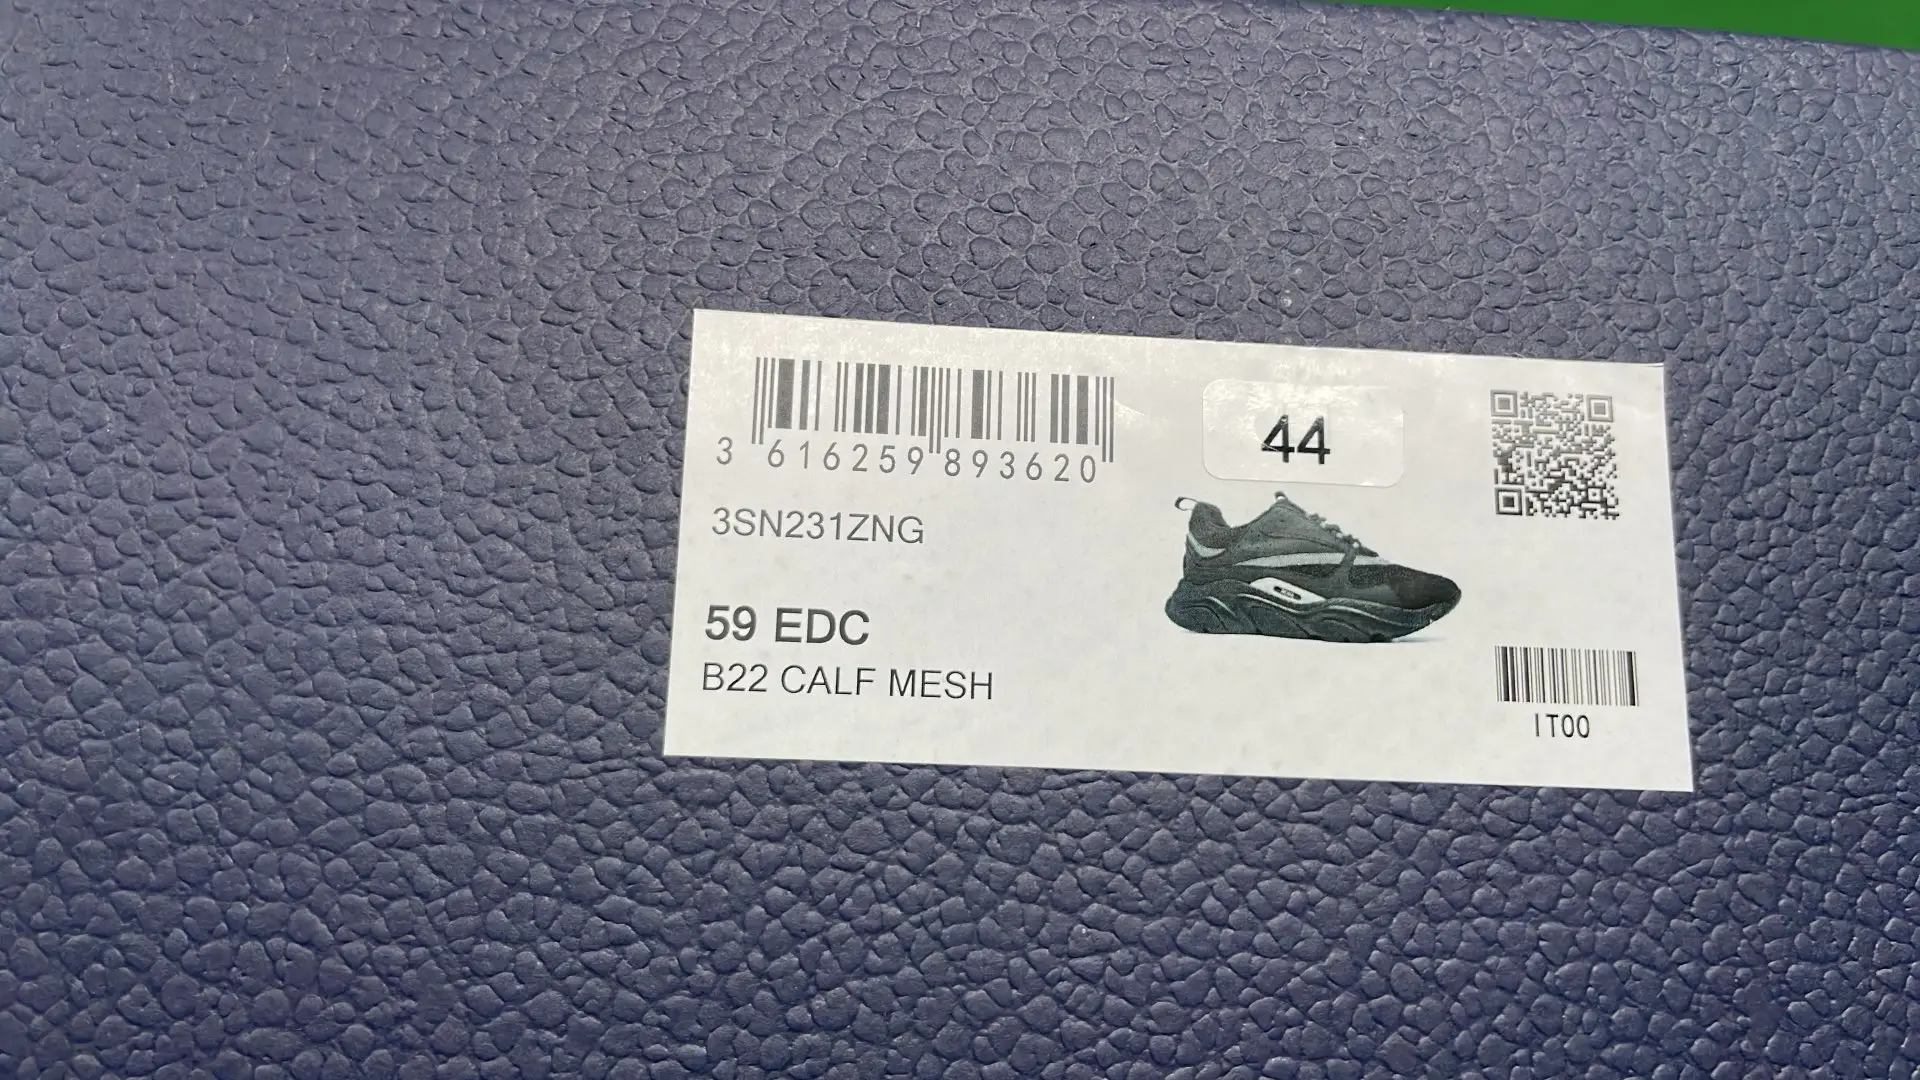 3 616259 893620
44
3SN231ZNG
59 EDC
B22 CALF MESH
IT00